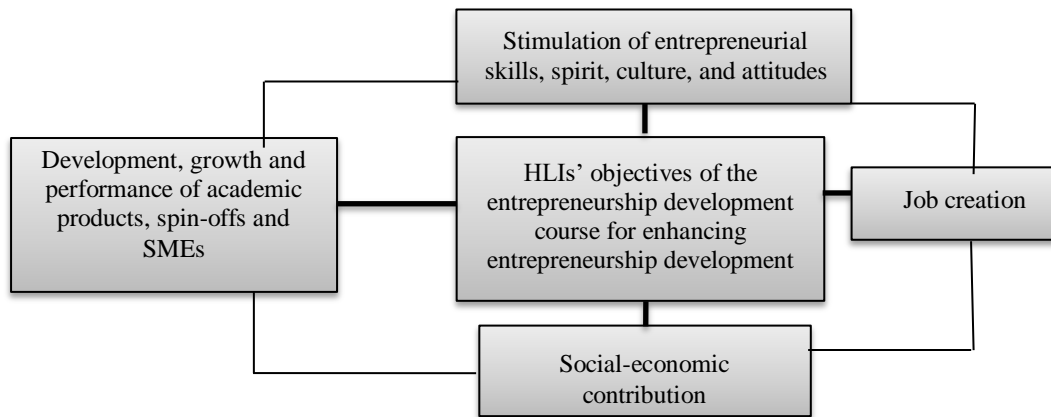 Stimulation of entrepreneurial
skills, spirit, culture, and attitudes
Development, growth and
performance of academic
products, spin-offs and
SMEs
HLIs’ objectives of the
entrepreneurship development
course for enhancing
entrepreneurship development
Job creation
Social-economic
contribution